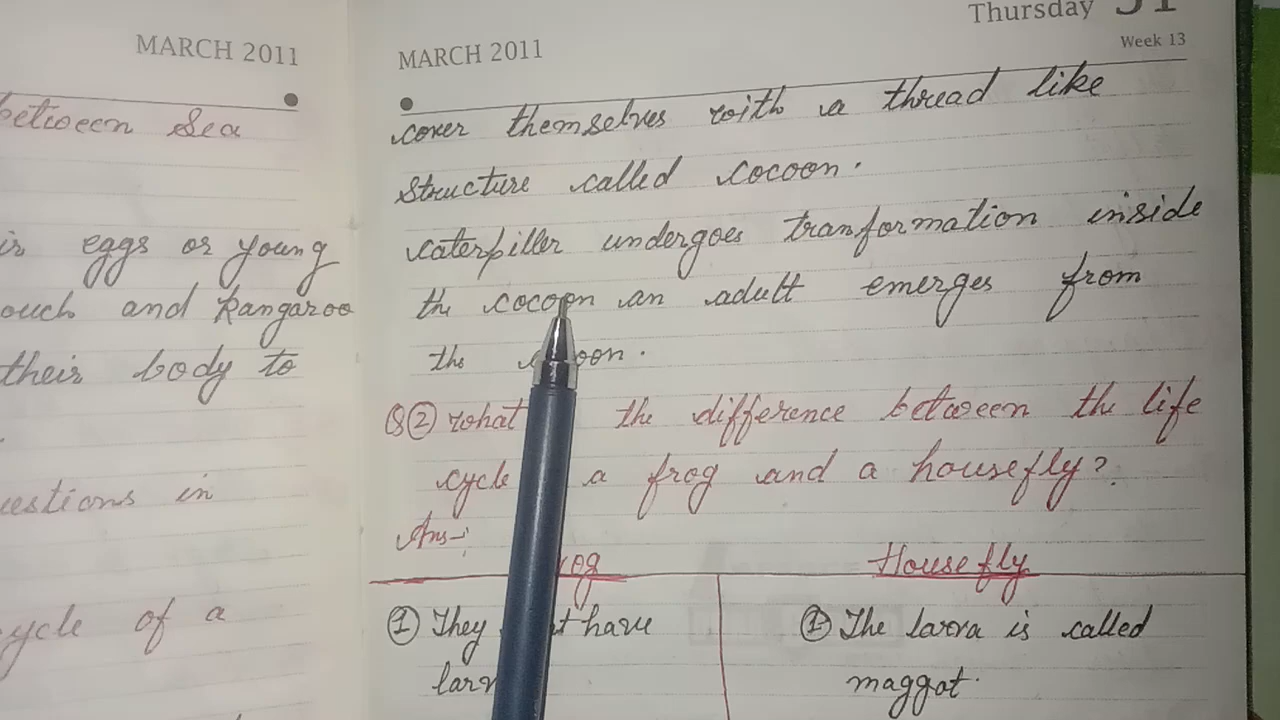 MARCH 2011
between Sea
eggs or young
and Kangaroo
their body to
in
of a
MARCH 2011
Thursday 31
Week 13
cover themselves with a thread like
structure called cocoon.
caterpiller undergoes tranformation inside
the cocoon an adult emerges from
the
Q② what the difference between the life
cycle a frog and a housefly?
Ans-:
Housefly
① They have
① The larva is called
maggot.